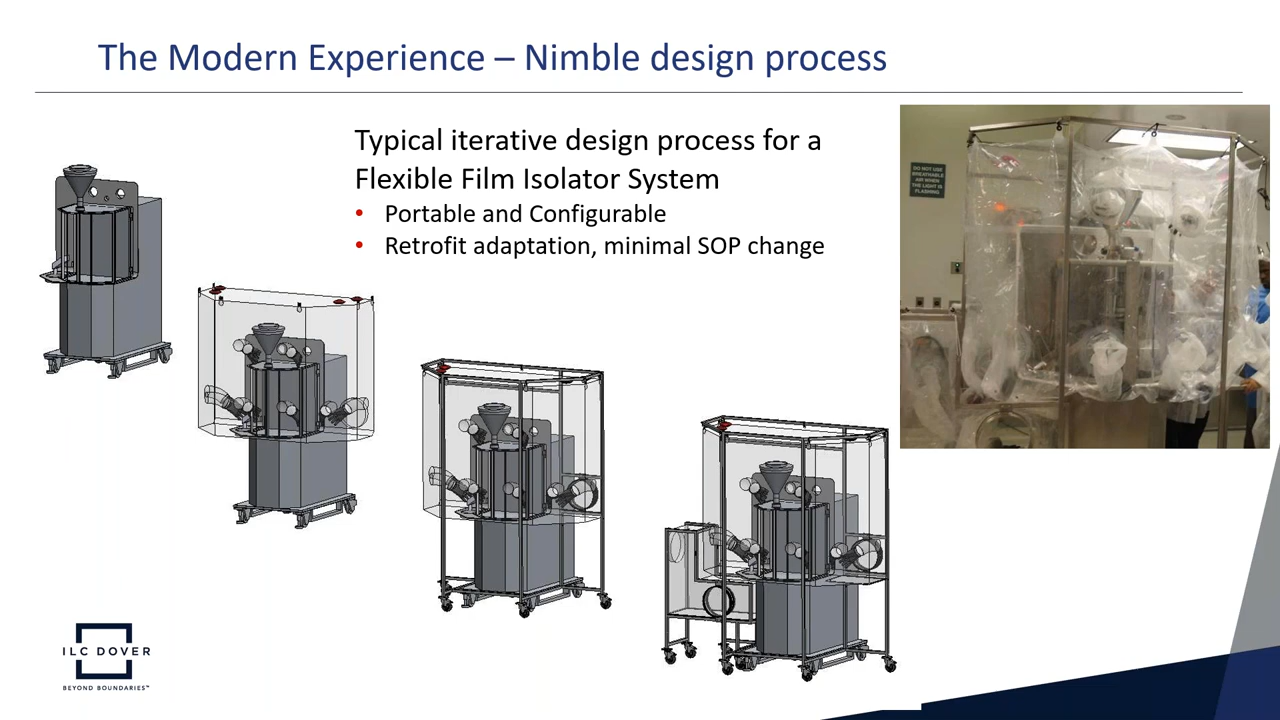 The Modern Experience – Nimble design process
Typical iterative design process for a
Flexible Film Isolator System
• Portable and Configurable
• Retrofit adaptation, minimal SOP change
DO NOT USE
BREATHABLE
AIR WHEN
THE LIGHT IS
FLASHING
ILC DOVER
BEYOND BOUNDARIES™